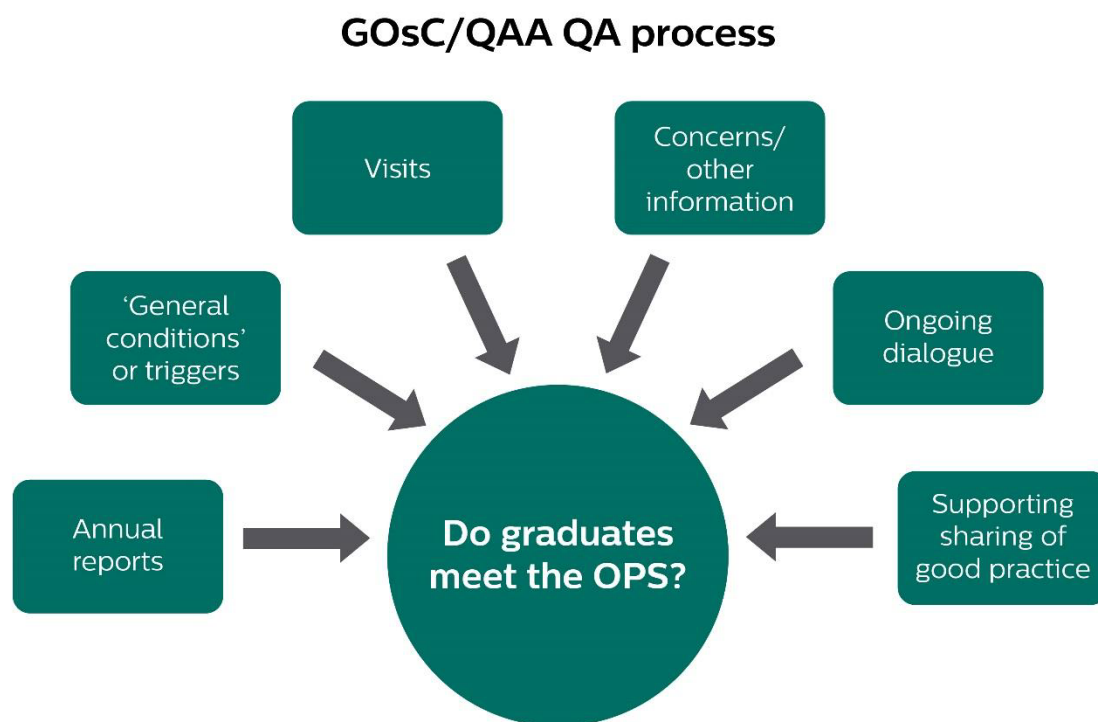 GOsC/QAA QA process
Visits
Concerns/
other
information
‘General
conditions’
or triggers
Ongoing
dialogue
Annual
reports
Do graduates
meet the OPS?
Supporting
sharing of
good practice